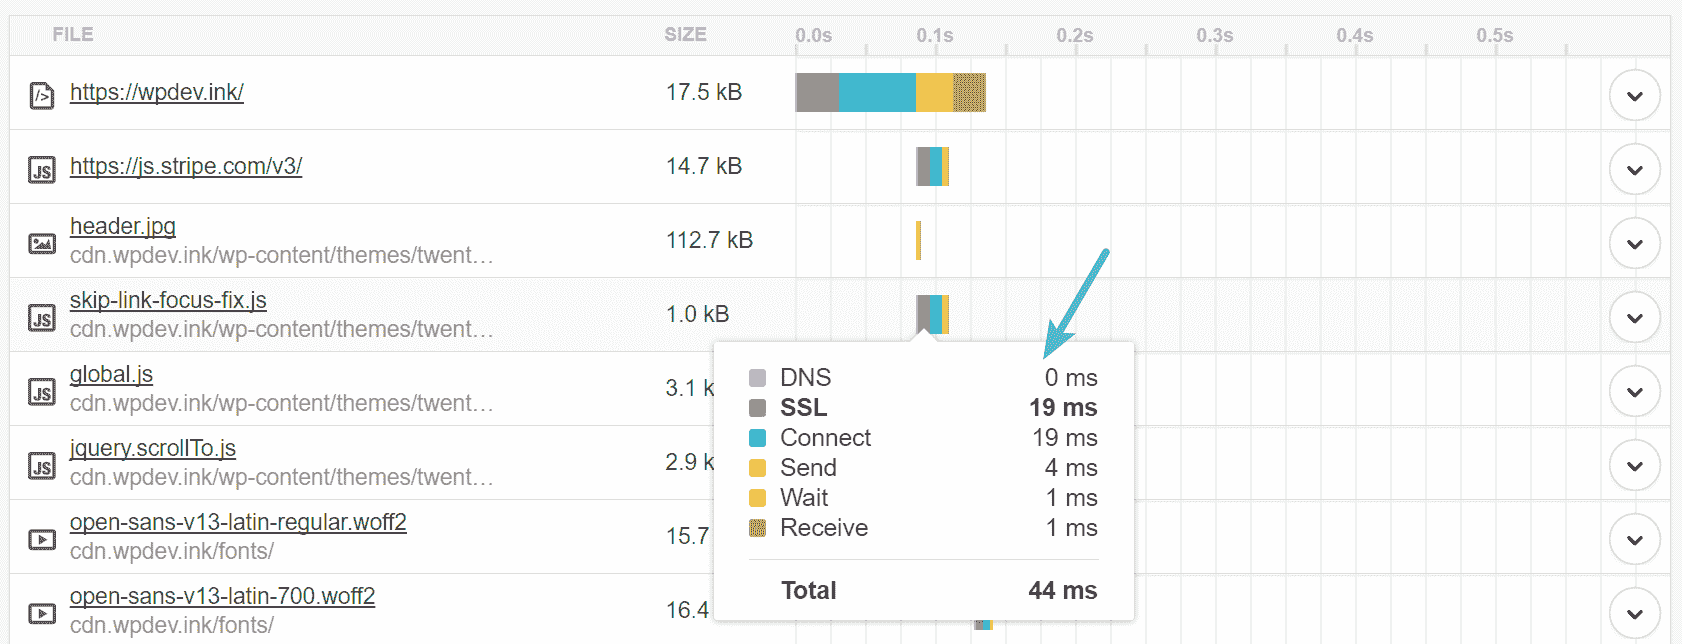 FILE SIZE 0.0s 0.1s 0.2s 0.3s 0.4s 0.5s
https://wpdev.ink/ 17.5 kB
https://js.stripe.com/v3/ 14.7 kB
header.jpg
cdn.wpdev.ink/wp-content/themes/twent… 112.7 kB
skip-link-focus-fix.js
cdn.wpdev.ink/wp-content/themes/twent… 1.0 kB
global.js
cdn.wpdev.ink/wp-content/themes/twent… 3.1 k
jquery.scrollTo.js
cdn.wpdev.ink/wp-content/themes/twent… 2.9 k
open-sans-v13-latin-regular.woff2
cdn.wpdev.ink/fonts/ 15.7
open-sans-v13-latin-700.woff2
cdn.wpdev.ink/fonts/ 16.4
DNS 0 ms
SSL 19 ms
Connect 19 ms
Send 4 ms
Wait 1 ms
Receive 1 ms
Total 44 ms